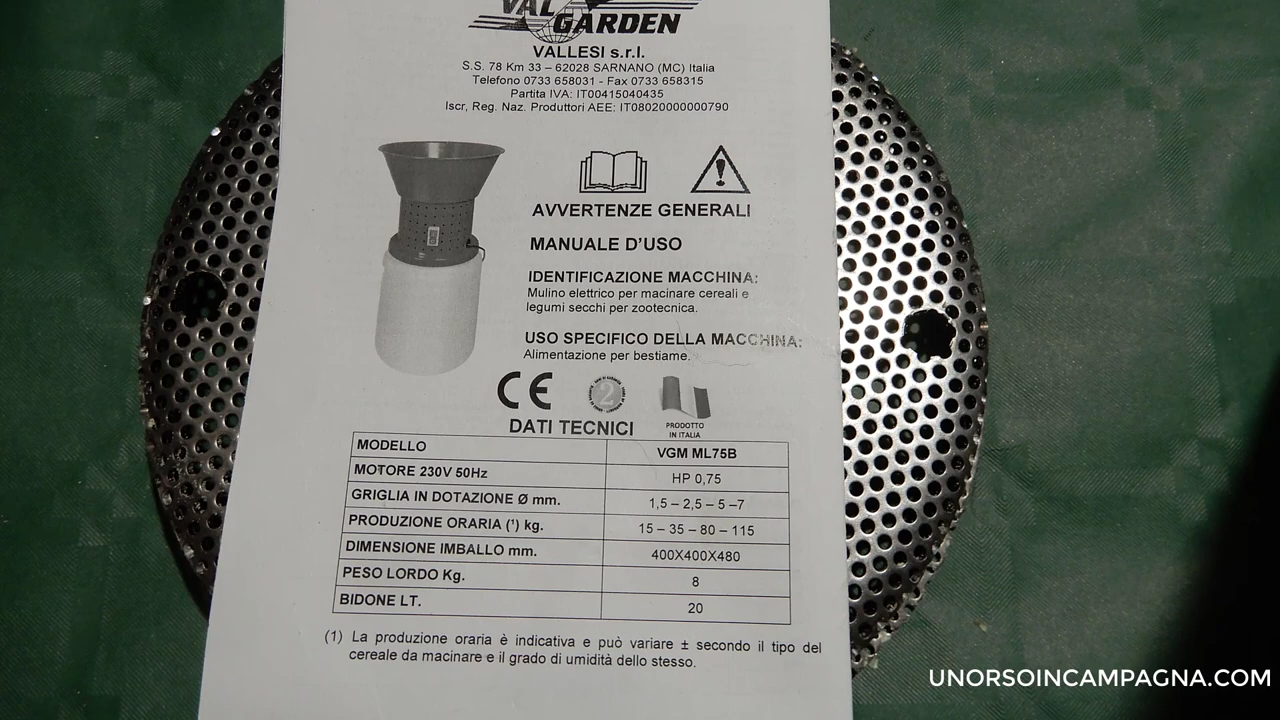 VAL
GARDEN
VALLESI s.r.l.
S.S. 78 Km 33 – 62028 SARNANO (MC) Italia
Telefono 0733 658031 - Fax 0733 658315
Partita IVA: IT00415040435
Iscr, Reg. Naz. Produttori AEE: IT08020000000790
AVVERTENZE GENERALI
MANUALE D'USO
IDENTIFICAZIONE MACCHINA:
Mulino elettrico per macinare cereali e
legumi secchi per zootecnica.
USO SPECIFICO DELLA MACCHINA:
Alimentazione per bestiame.
CE
2
PRODOTTO
IN ITALIA
DATI TECNICI
MODELLO VGM ML75B
MOTORE 230V 50Hz HP 0,75
GRIGLIA IN DOTAZIONE Ø mm. 1,5 – 2,5 – 5 –7
PRODUZIONE ORARIA (') kg. 15 – 35 – 80 – 115
DIMENSIONE IMBALLO mm. 400X400X480
PESO LORDO Kg. 8
BIDONE LT. 20
(1) La produzione oraria è indicativa e può variare ± secondo il tipo del
cereale da macinare e il grado di umidità dello stesso.
UNORSOINCAMPAGNA.COM